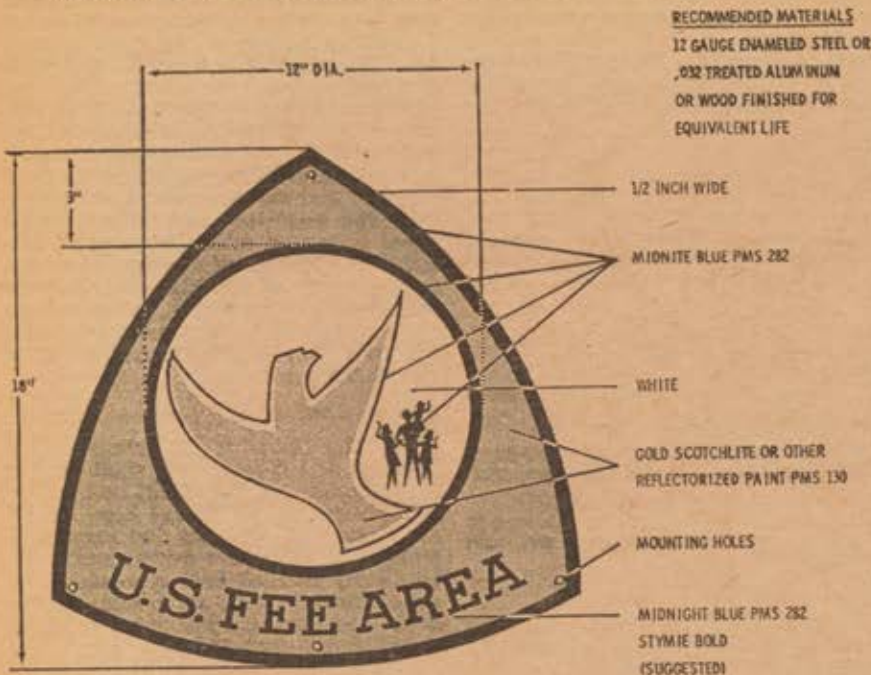 RECOMMENDED MATERIALS
12 GAUGE ENAMELED STEEL OR
.032 TREATED ALUMINUM
OR WOOD FINISHED FOR
EQUIVALENT LIFE
12" DIA.
3"
1/2 INCH WIDE
MIDNITE BLUE PMS 282
18"
WHITE
GOLD SCOTCHLITE OR OTHER
REFLECTORIZED PAINT PMS 130
MOUNTING HOLES
U.S. FEE AREA
MIDNIGHT BLUE PMS 282
STYMIE BOLD
(SUGGESTED)